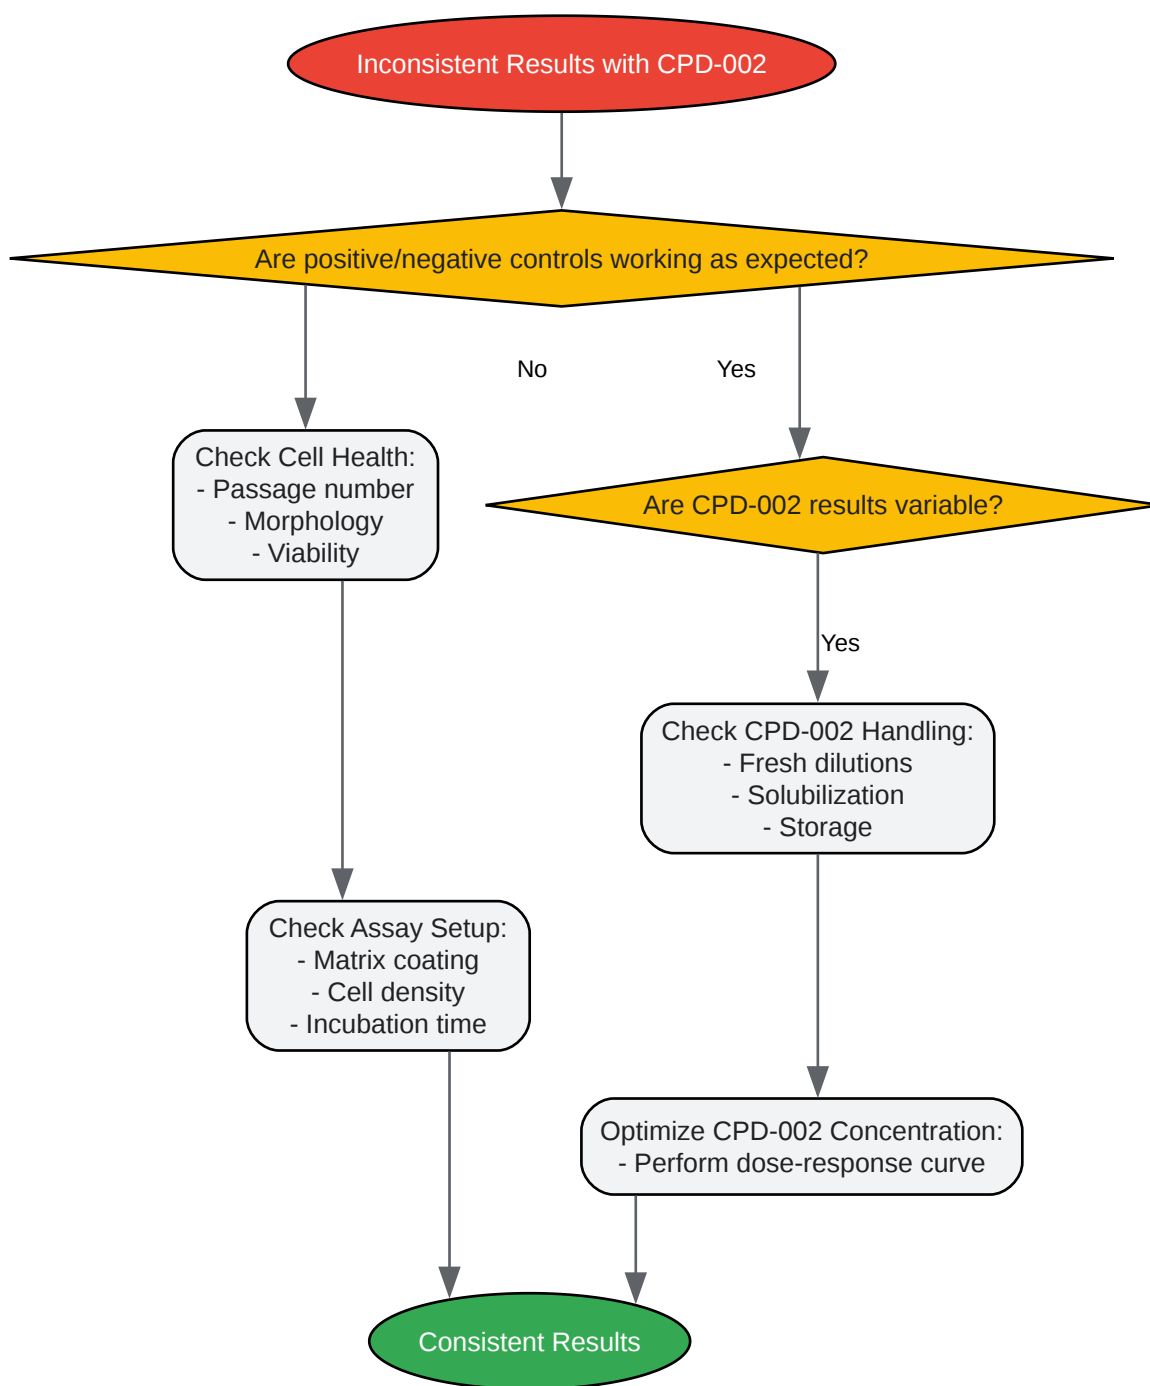 Inconsistent Results with CPD-002
Are positive/negative controls working as expected?
No
Yes
Check Cell Health:
- Passage number
- Morphology
- Viability
Are CPD-002 results variable?
Yes
Check CPD-002 Handling:
- Fresh dilutions
- Solubilization
- Storage
Check Assay Setup:
- Matrix coating
- Cell density
- Incubation time
Optimize CPD-002 Concentration:
- Perform dose-response curve
Consistent Results